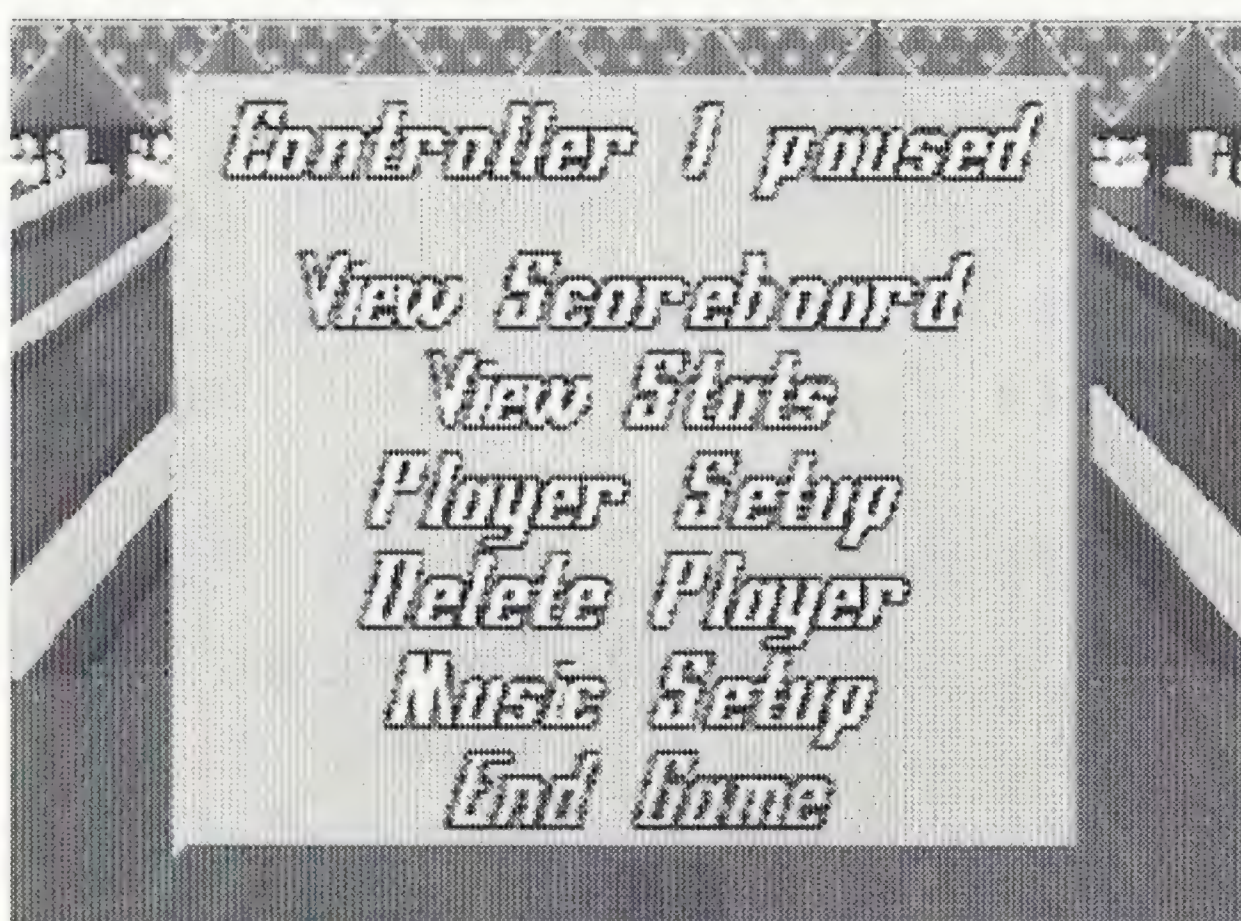 Controller 1 paused
View Scoreboard
View Stats
Player Setup
Delete Player
Music Setup
End Game